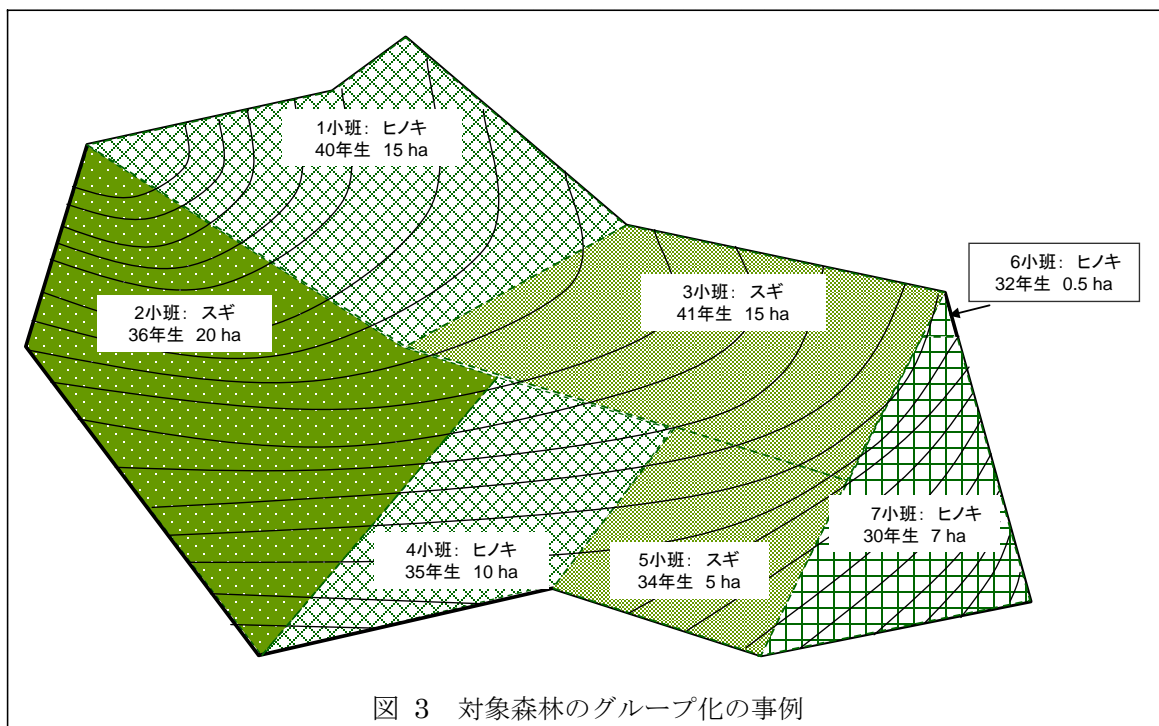 1小班: ヒノキ
40年生 15 ha
2小班: スギ
36年生 20 ha
3小班: スギ
41年生 15 ha
6小班: ヒノキ
32年生 0.5 ha
4小班: ヒノキ
35年生 10 ha
5小班: スギ
34年生 5 ha
7小班: ヒノキ
30年生 7 ha
図 3 対象森林のグループ化の事例